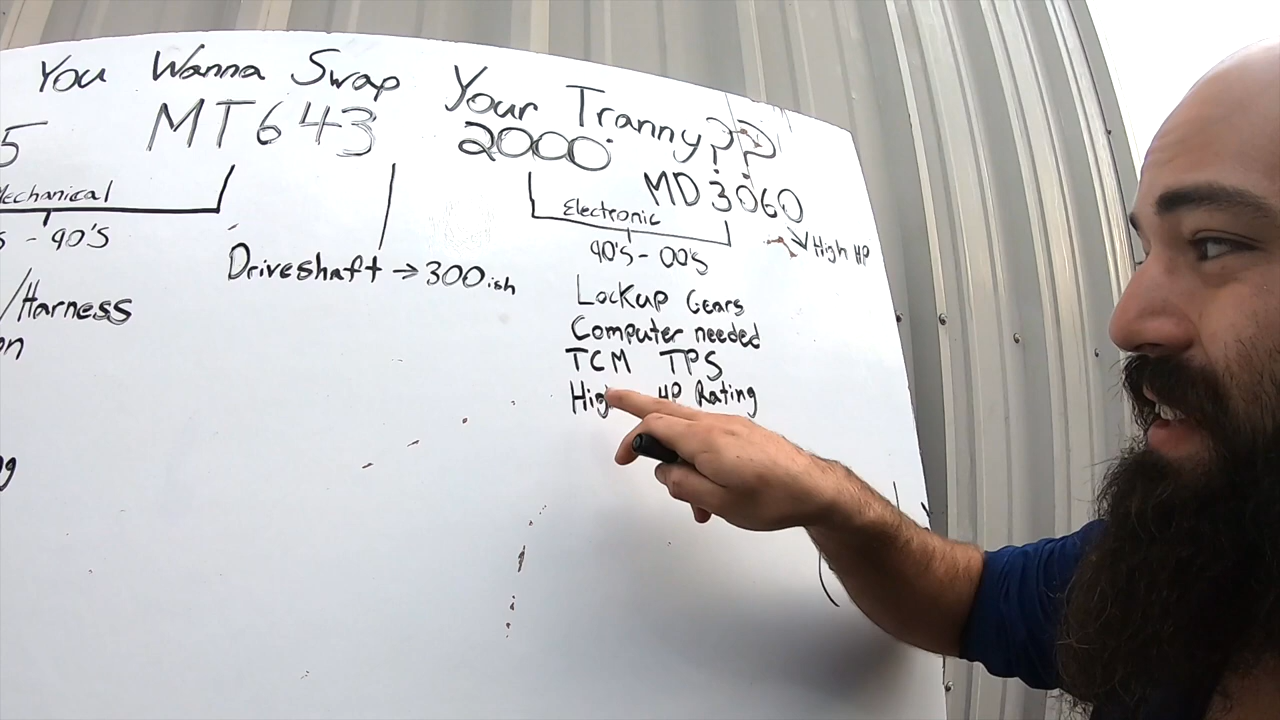 You Wanna Swap Your Tranny??
5 MT643 2000
MD3060
Mechanical
Electronic
High HP
90's
90's - 00's
Driveshaft → 300ish
Lockup Gears
/Harness
Computer needed
TCM TPS
HP Rating